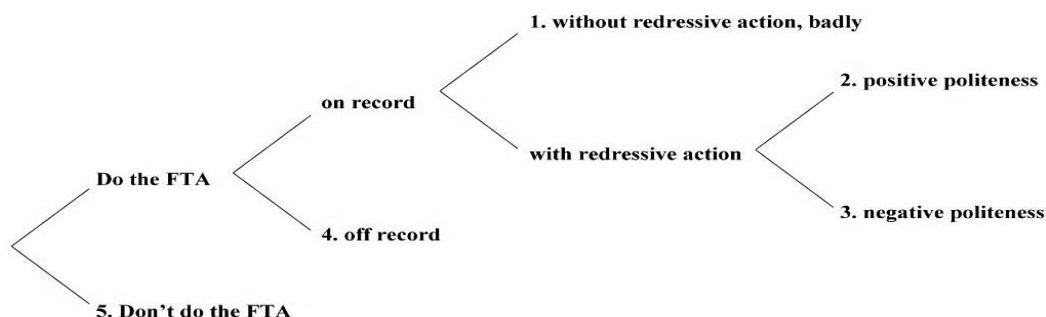 1. without redressive action, badly
2. positive politeness
on record
with redressive action
Do the FTA
3. negative politeness
4. off record
5. Don't do the FTA